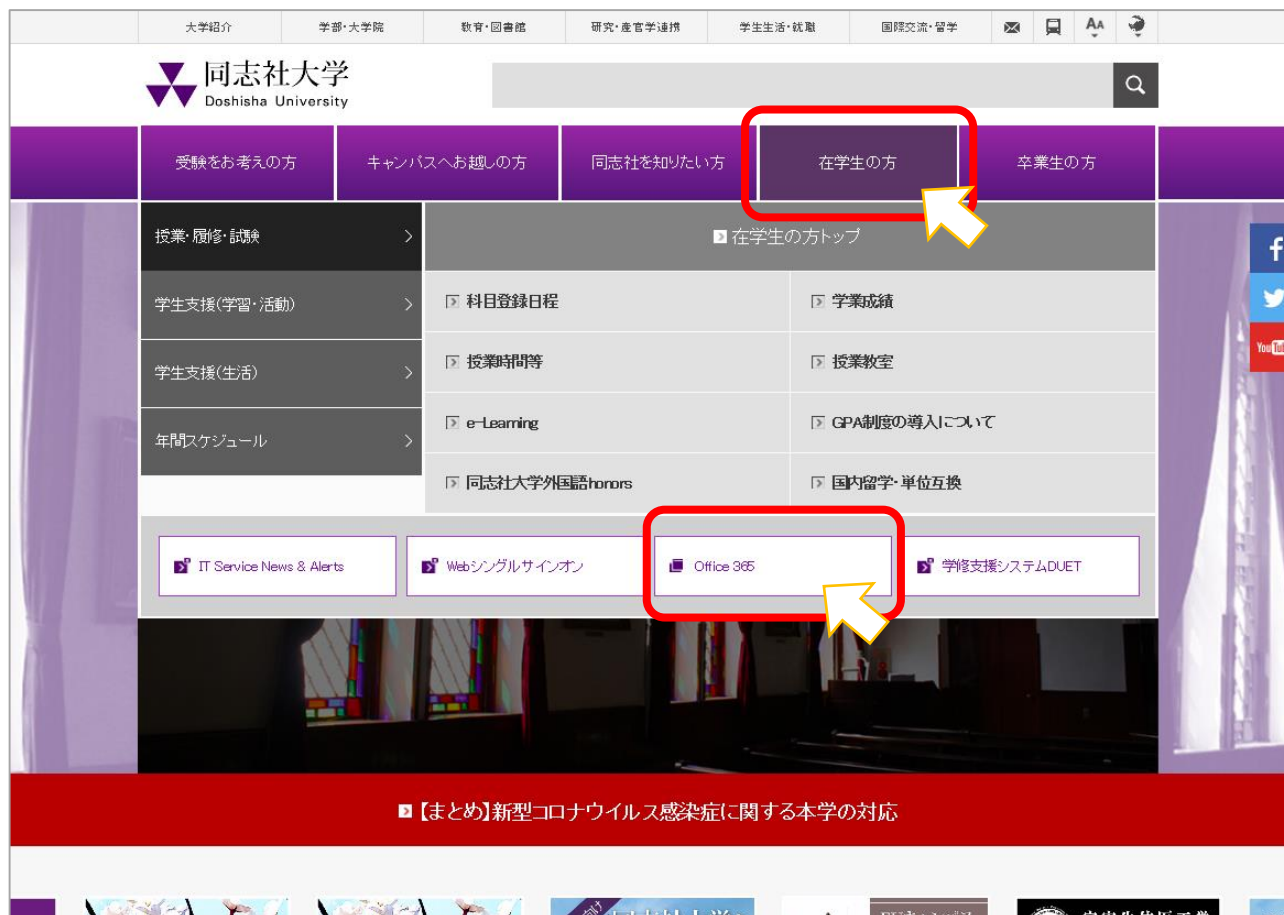 大学紹介 学部・大学院 教育・図書館 研究・産官学連携 学生生活・就職 国際交流・留学 AA
同志社大学
Doshisha University
受験をお考えの方 キャンパスへお越しの方 同志社を知りたい方 在学生の方 卒業生の方
授業・履修・試験
在学生の方トップ
学生支援(学習・活動)
学生支援(生活)
年間スケジュール
科目登録日程 学業成績
授業時間等 授業教室
e-Learning GPA制度の導入について
同志社大学外国語honors 国内留学・単位互換
IT Service News & Alerts Webシングルサインオン Office 365 学修支援システムDUET
f
You
【まとめ】新型コロナウイルス感染症に関する本学の対応